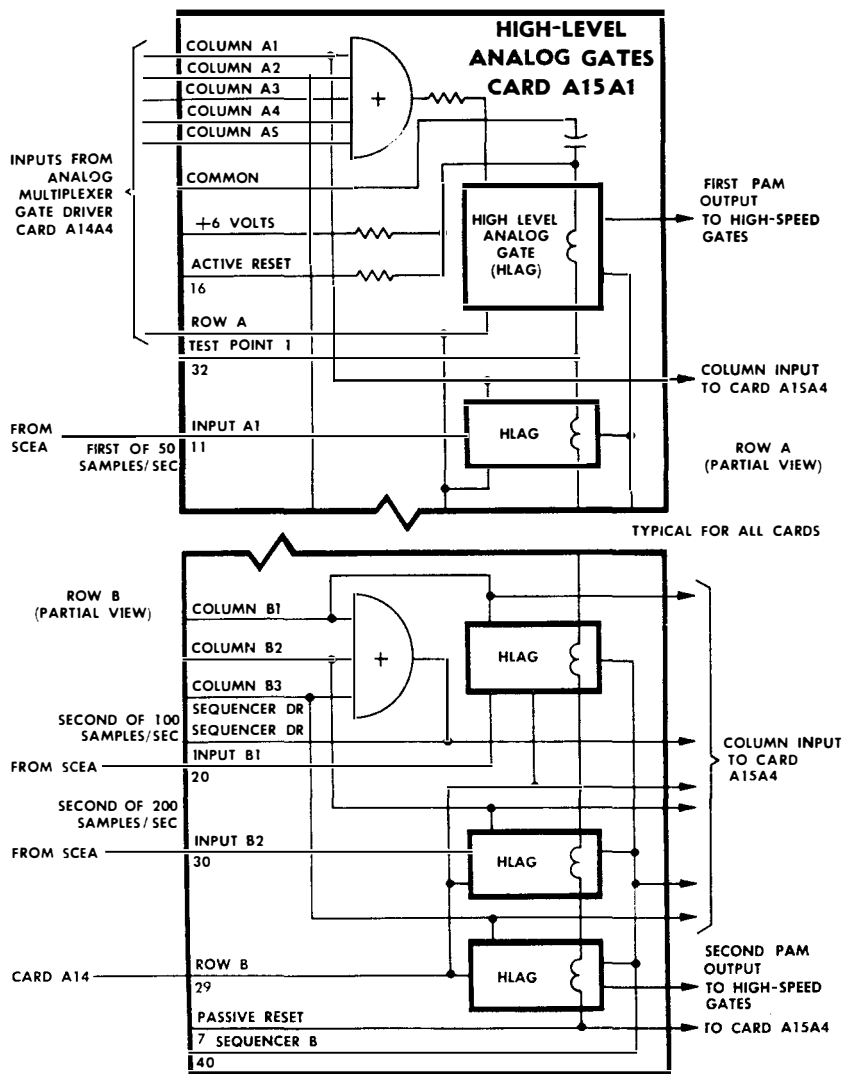 HIGH-LEVEL
ANALOG GATES
CARD A15A1
COLUMN A1
COLUMN A2
COLUMN A3
COLUMN A4
COLUMN AS
+
INPUTS FROM
ANALOG
MULTIPLEXER
GATE DRIVER
CARD A14A4
COMMON
+6 VOLTS
ACTIVE RESET
16
HIGH LEVEL
ANALOG
GATE
(HLAG)
FIRST PAM
OUTPUT
TO HIGH-SPEED
GATES
ROW A
TEST POINT 1
32
COLUMN INPUT
TO CARD A1SA4
FROM
SCEA
FIRST OF 50
SAMPLES/SEC
INPUT A1
11
HLAG
ROW A
(PARTIAL VIEW)
TYPICAL FOR ALL CARDS
ROW B
(PARTIAL VIEW)
COLUMN B1
COLUMN B2
COLUMN B3
+
HLAG
SEQUENCER DR
SECOND OF 100
SAMPLES/SEC
SEQUENCER DR
FROM SCEA
INPUT B1
20
COLUMN INPUT
TO CARD
A15A4
SECOND OF 200
SAMPLES/SEC
FROM SCEA
INPUT B2
30
HLAG
CARD A14
ROW B
29
HLAG
SECOND PAM
OUTPUT
TO HIGH-SPEED
GATES
PASSIVE RESET
TO CARD A15A4
7 SEQUENCER B
40